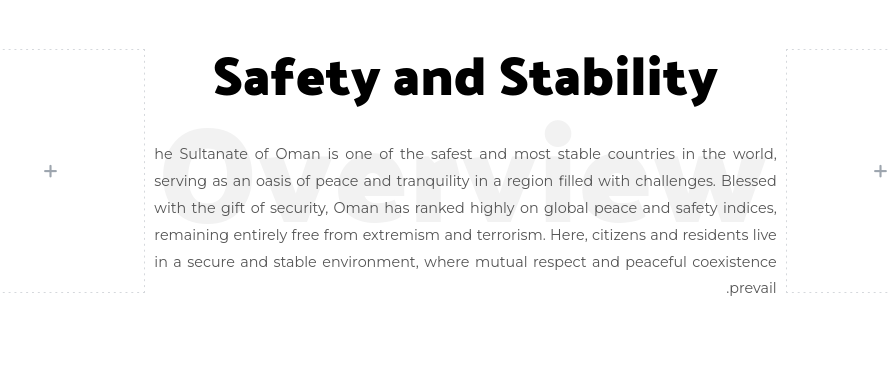 Safety and Stability
Overview
he Sultanate of Oman is one of the safest and most stable countries in the world,
serving as an oasis of peace and tranquility in a region filled with challenges. Blessed
with the gift of security, Oman has ranked highly on global peace and safety indices,
remaining entirely free from extremism and terrorism. Here, citizens and residents live
in a secure and stable environment, where mutual respect and peaceful coexistence
.prevail